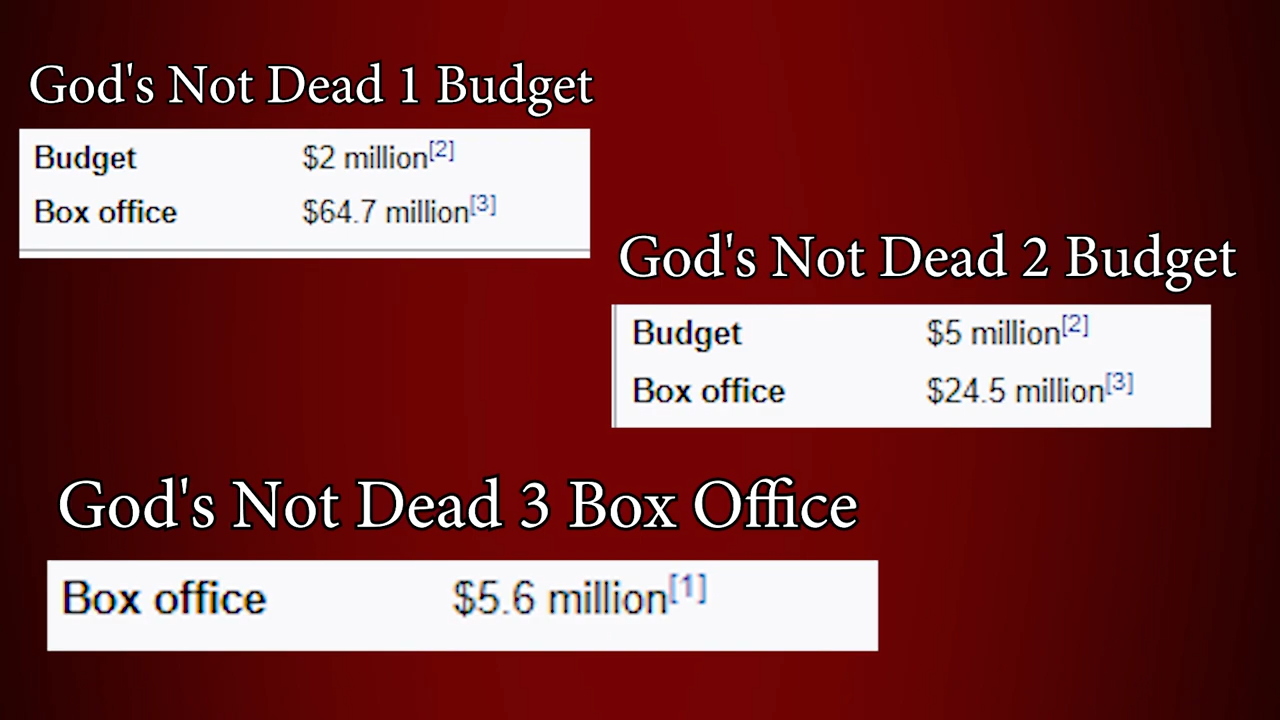 God's Not Dead 1 Budget
Budget $2 million[2]
Box office $64.7 million[3]
God's Not Dead 2 Budget
Budget $5 million[2]
Box office $24.5 million[3]
God's Not Dead 3 Box Office
Box office $5.6 million[1]